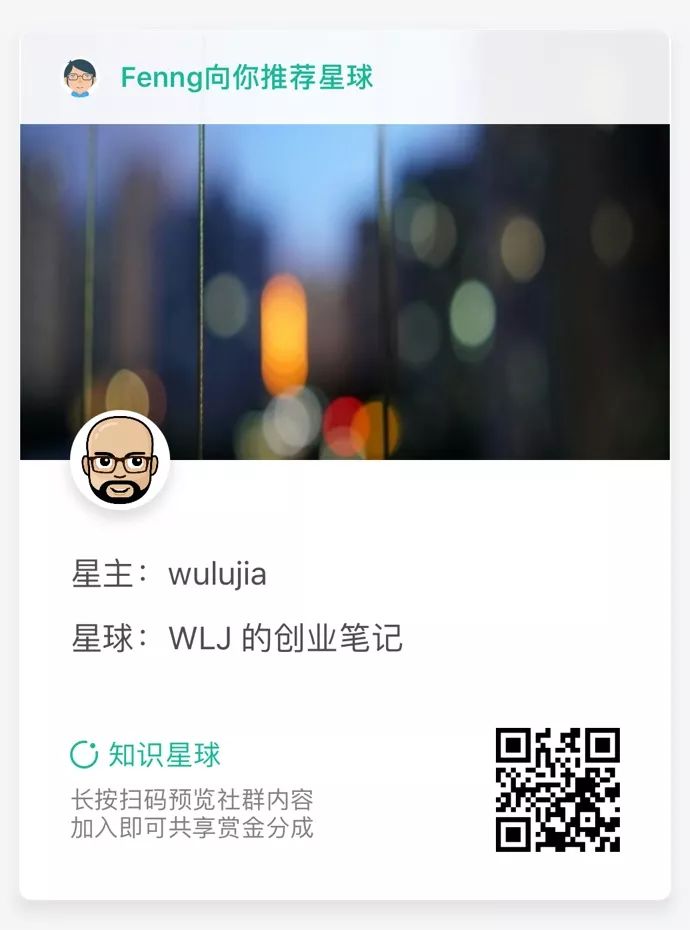 Fenng向你推荐星球
星主：wulujia
星球：WLJ 的创业笔记
知识星球
长按扫码预览社群内容
加入即可共享赏金分成